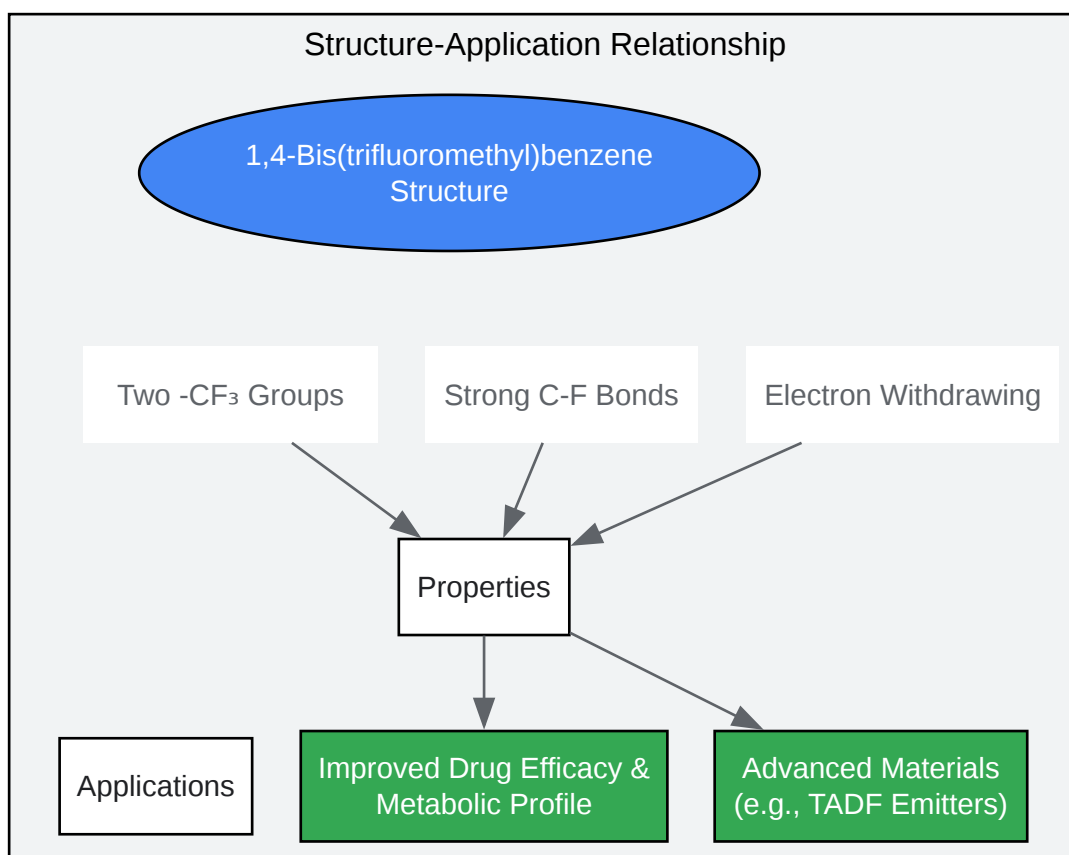 Structure-Application Relationship
1,4-Bis(trifluoromethyl)benzene
Structure
Two -CF₃ Groups
Strong C-F Bonds
Electron Withdrawing
Properties
Applications
Improved Drug Efficacy &
Metabolic Profile
Advanced Materials
(e.g., TADF Emitters)